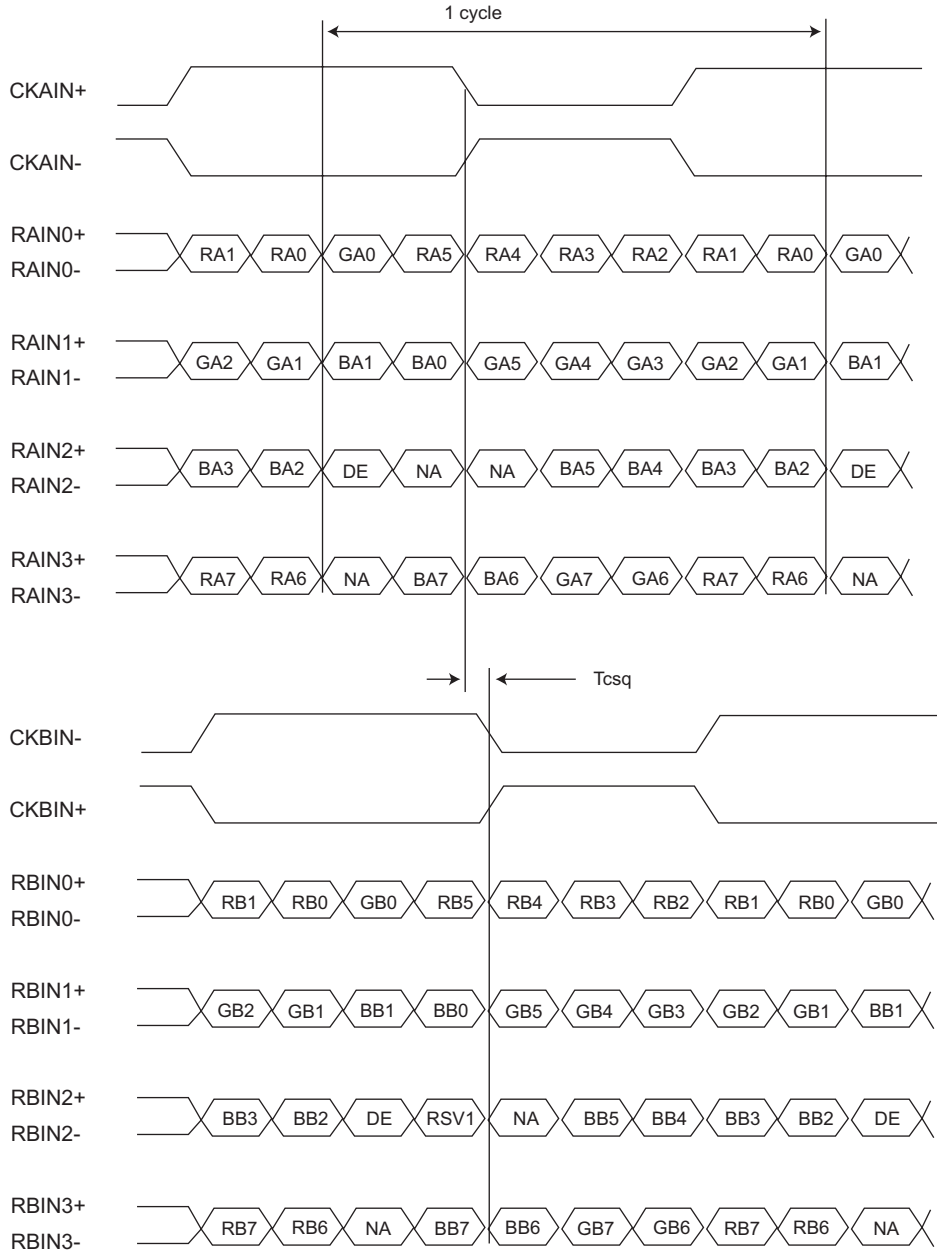 1 cycle
CKAIN+
CKAIN-
RAIN0+
RAIN0-
RA1 RA0 GA0 RA5 RA4 RA3 RA2 RA1 RA0 GA0
RAIN1+
RAIN1-
GA2 GA1 BA1 BA0 GA5 GA4 GA3 GA2 GA1 BA1
RAIN2+
RAIN2-
BA3 BA2 DE NA NA BA5 BA4 BA3 BA2 DE
RAIN3+
RAIN3-
RA7 RA6 NA BA7 BA6 GA7 GA6 RA7 RA6 NA
Tcsq
CKBIN-
CKBIN+
RBIN0+
RBIN0-
RB1 RB0 GB0 RB5 RB4 RB3 RB2 RB1 RB0 GB0
RBIN1+
RBIN1-
GB2 GB1 BB1 BB0 GB5 GB4 GB3 GB2 GB1 BB1
RBIN2+
RBIN2-
BB3 BB2 DE RSV1 NA BB5 BB4 BB3 BB2 DE
RBIN3+
RBIN3-
RB7 RB6 NA BB7 BB6 GB7 GB6 RB7 RB6 NA